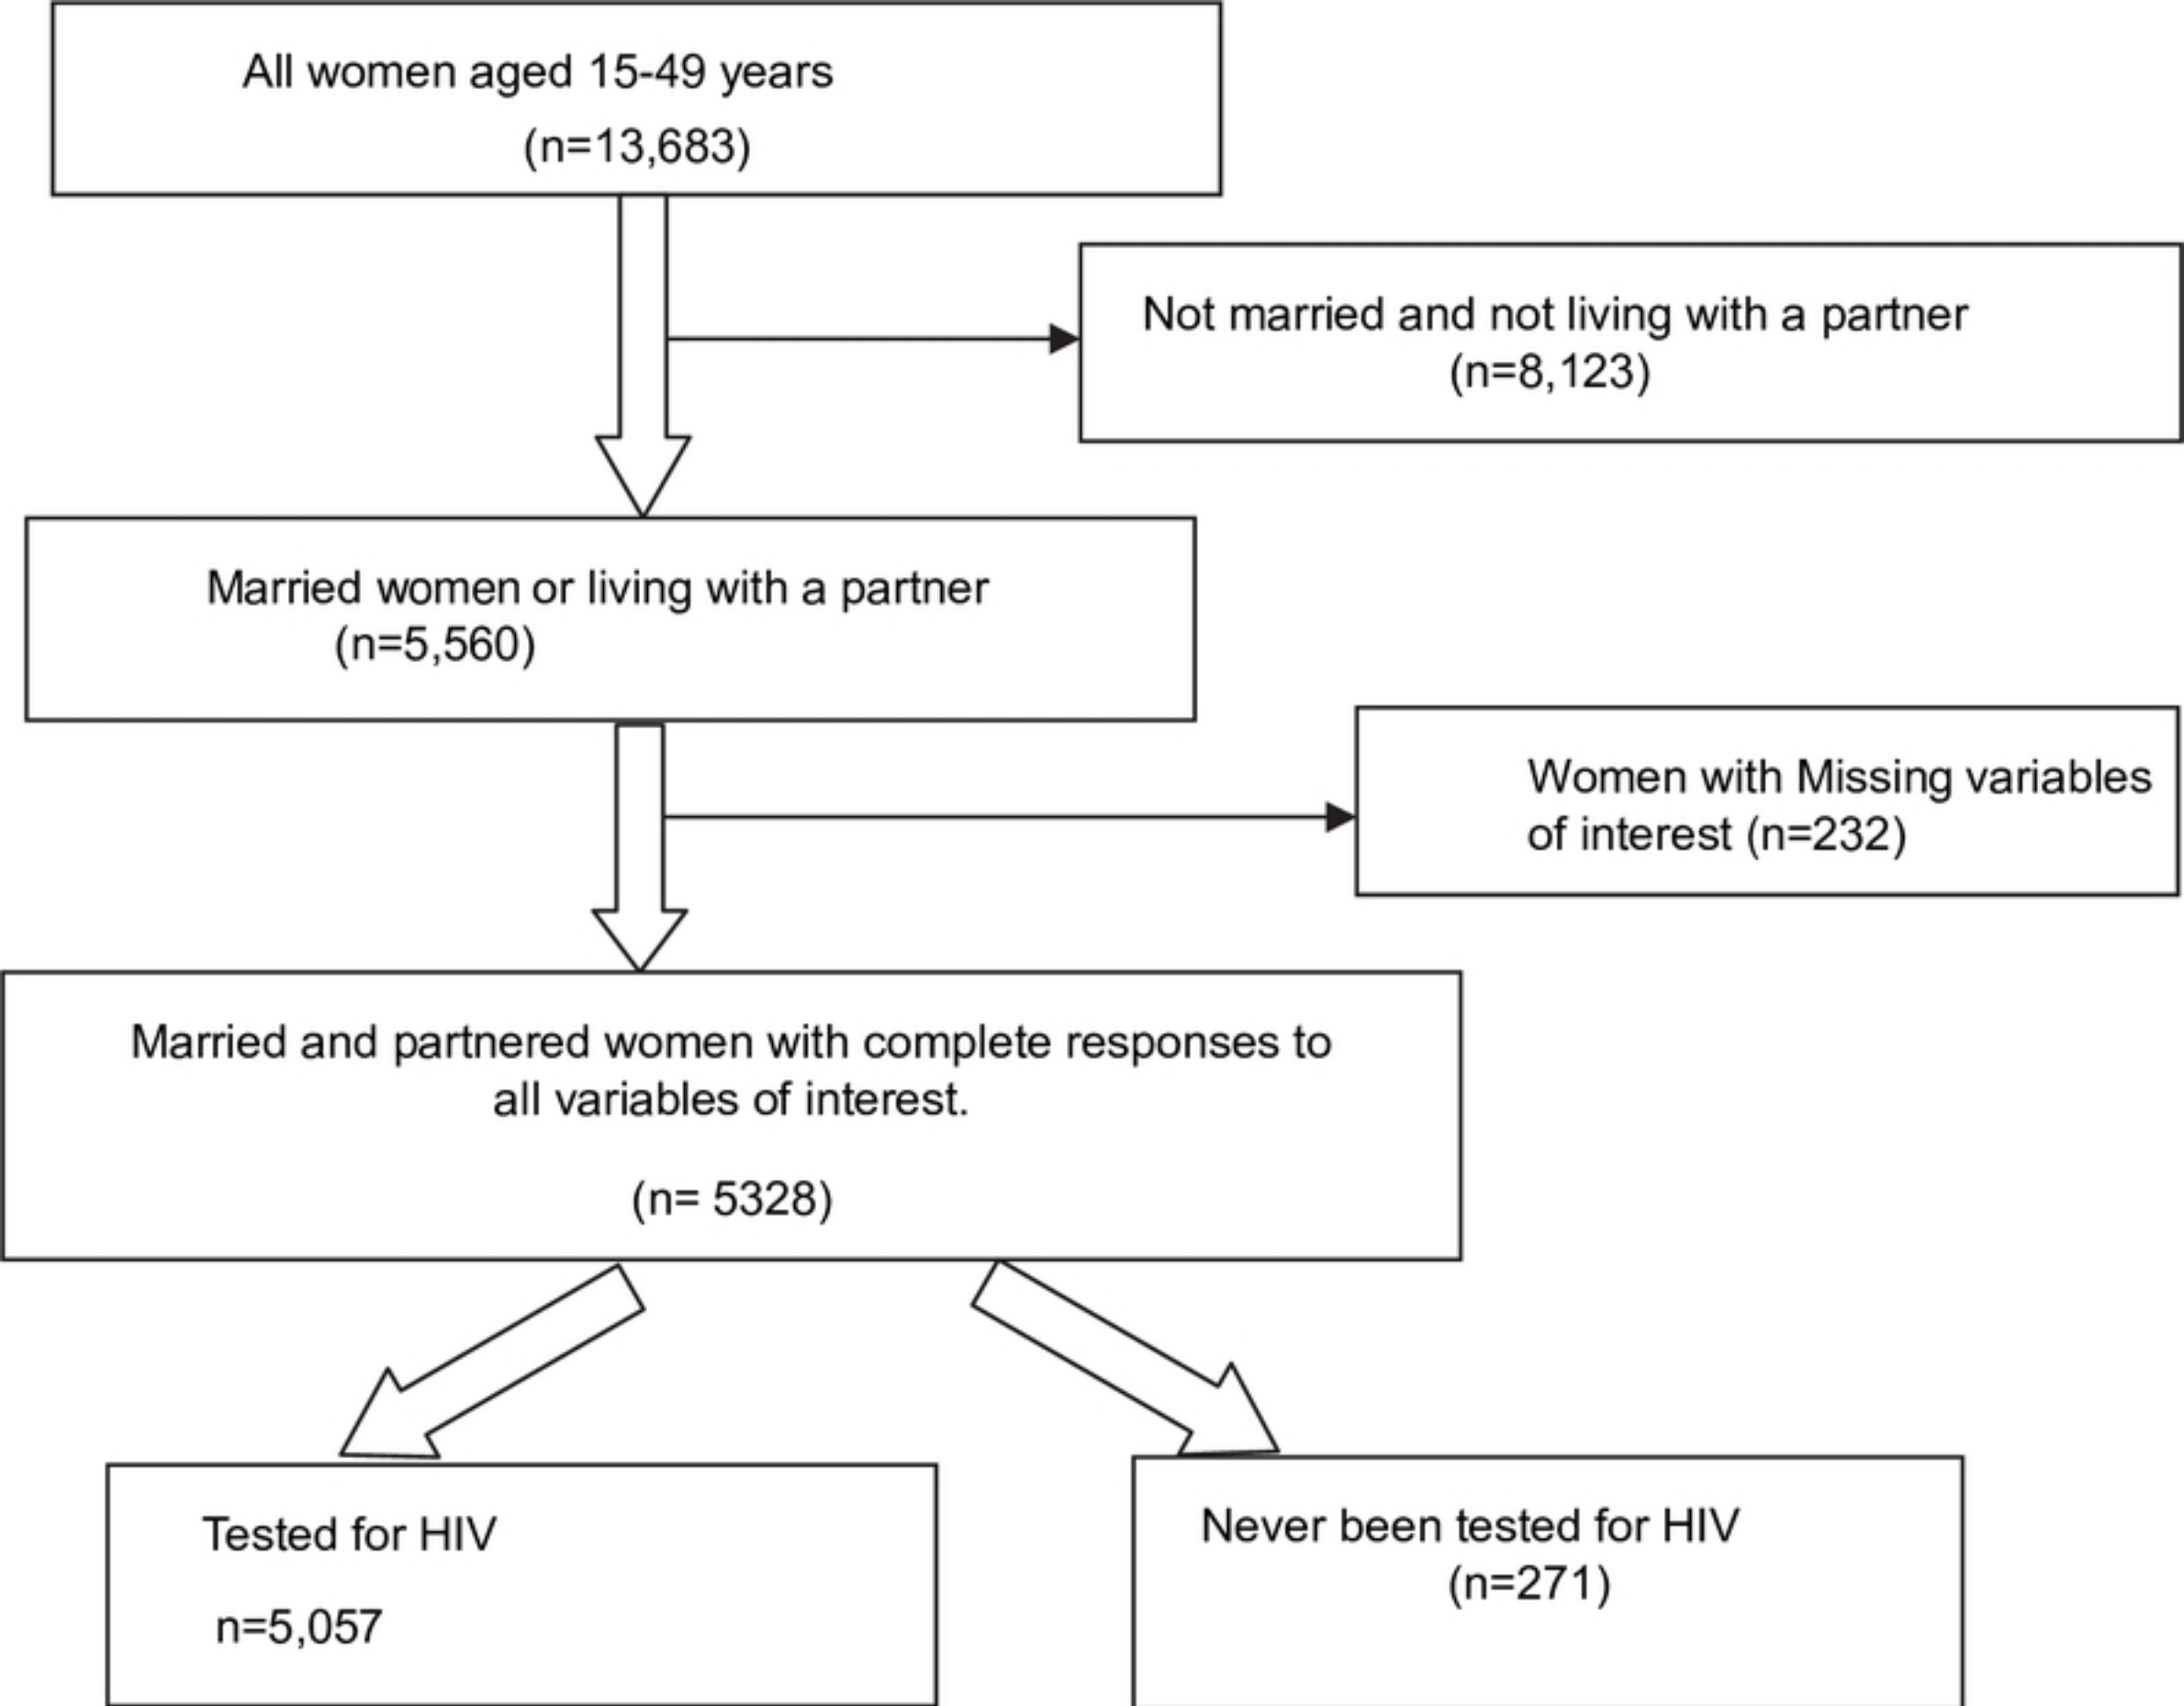 All women aged 15-49 years
(n=13,683)
Not married and not living with a partner
(n=8,123)
Married women or living with a partner
(n=5,560)
Women with Missing variables
of interest (n=232)
Married and partnered women with complete responses to
all variables of interest.
(n= 5328)
Tested for HIV
n=5,057
Never been tested for HIV
(n=271)